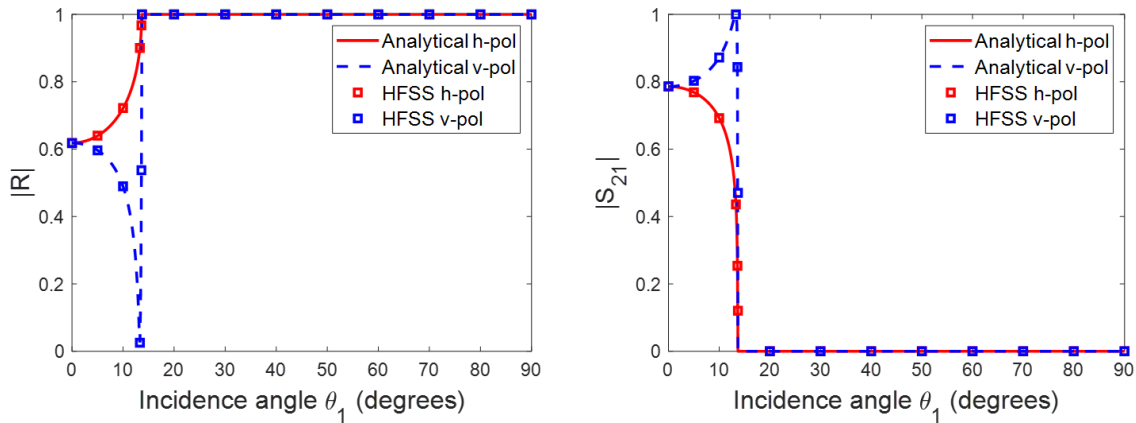 1
0.8
0.6
0.4
0.2
0
|R|
0 10 20 30 40 50 60 70 80 90
Incidence angle θ₁ (degrees)
Analytical h-pol
Analytical v-pol
HFSS h-pol
HFSS v-pol
1
0.8
0.6
0.4
0.2
0
|S₂₁|
0 10 20 30 40 50 60 70 80 90
Incidence angle θ₁ (degrees)
Analytical h-pol
Analytical v-pol
HFSS h-pol
HFSS v-pol